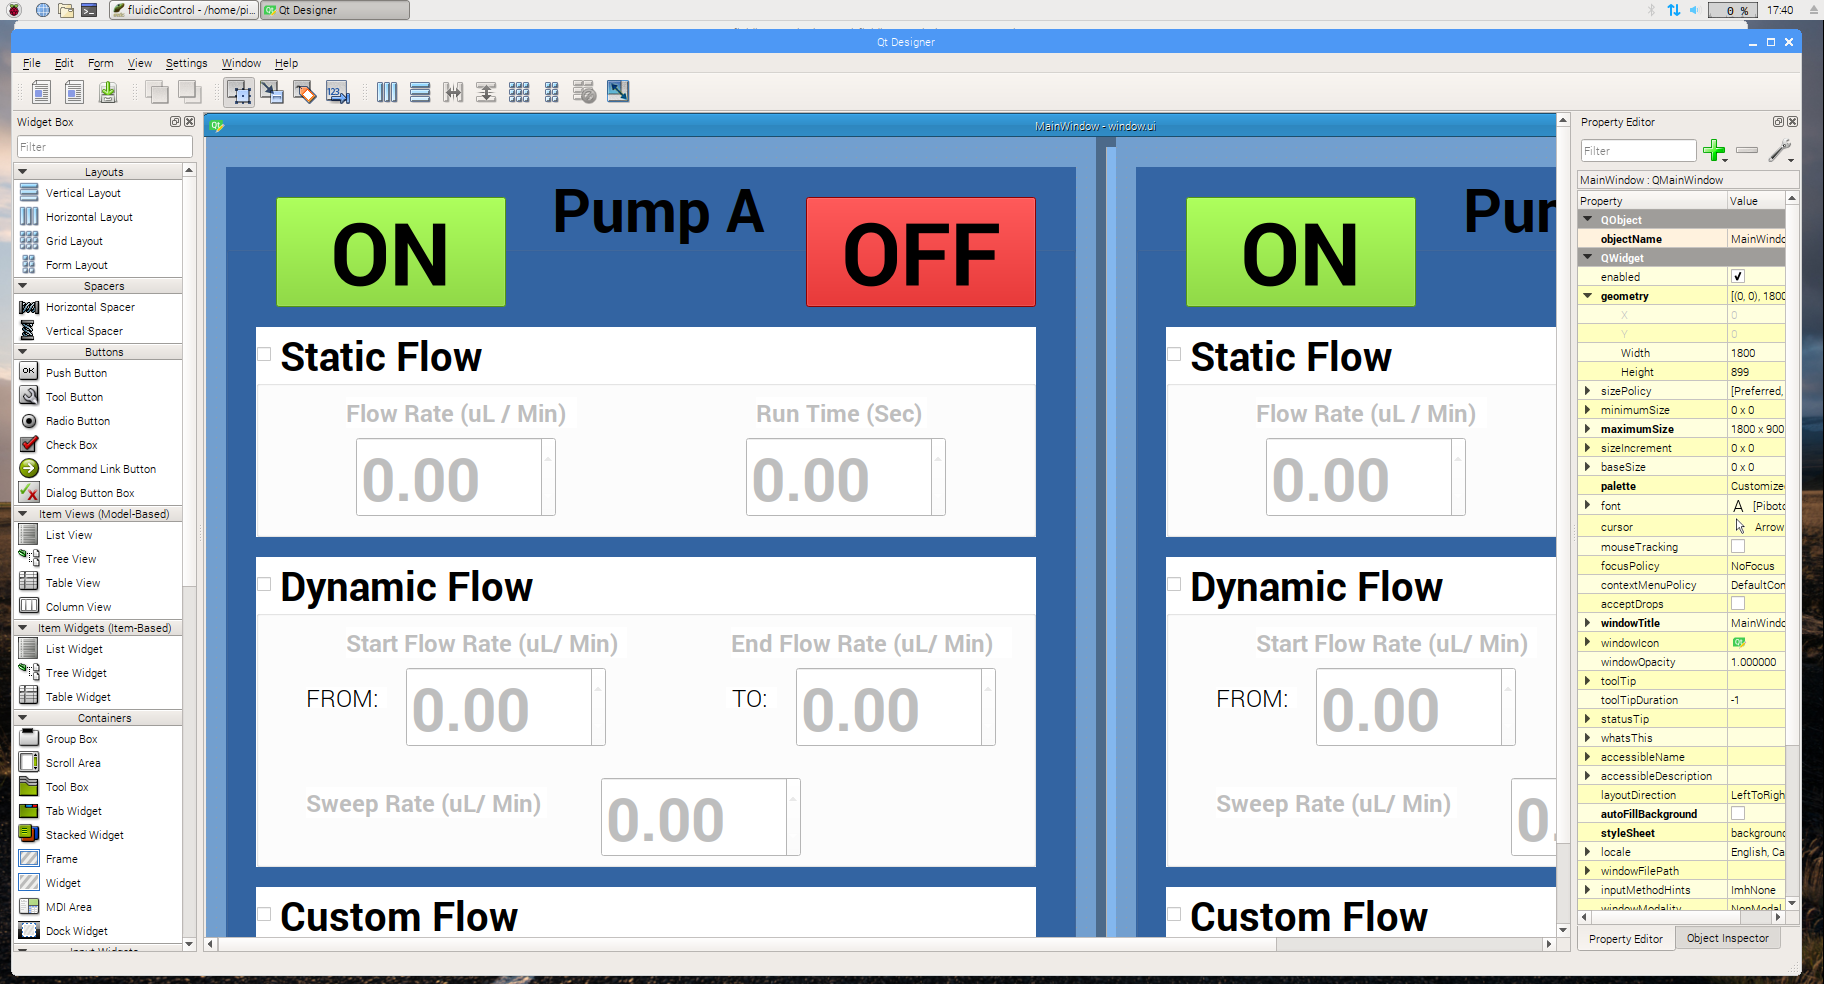 fluidicControl - /home/pi...
Qt Designer
0 %
17:40
Qt Designer
File Edit Form View Settings Window Help
Widget Box
Filter
Layouts
Vertical Layout
Horizontal Layout
Grid Layout
Form Layout
Spacers
Horizontal Spacer
Vertical Spacer
Buttons
Push Button
Tool Button
Radio Button
Check Box
Command Link Button
Dialog Button Box
Item Views (Model-Based)
List View
Tree View
Table View
Column View
Item Widgets (Item-Based)
List Widget
Tree Widget
Table Widget
Containers
Group Box
Scroll Area
Tool Box
Tab Widget
Stacked Widget
Frame
Widget
MDI Area
Dock Widget
MainWindow - window.ui
ON
Pump A
OFF
Static Flow
Flow Rate (uL / Min)
Run Time (Sec)
0.00
0.00
Dynamic Flow
Start Flow Rate (uL/ Min)
End Flow Rate (uL/ Min)
FROM:
0.00
TO:
0.00
Sweep Rate (uL/ Min)
0.00
Custom Flow
ON
Pun
Static Flow
Flow Rate (uL / Min)
0.00
Dynamic Flow
Start Flow Rate (uL/ Min)
FROM:
0.00
Sweep Rate (uL/ Min)
0.
Custom Flow
Property Editor
Filter
MainWindow : QMainWindow
Property Value
QObject
objectName MainWindo
QWidget
enabled
geometry [(0, 0), 1800
X 0
Y 0
Width 1800
Height 899
sizePolicy [Preferred,
minimumSize 0 x 0
maximumSize 1800 x 900
sizeIncrement 0 x 0
baseSize 0 x 0
palette Customize
font A [Piboto
cursor Arrow
mouseTracking
focusPolicy NoFocus
contextMenuPolicy DefaultCon
acceptDrops
windowTitle MainWindo
windowIcon
windowOpacity 1.000000
toolTip
toolTipDuration -1
statusTip
whatsThis
accessibleName
accessibleDescription
layoutDirection LeftToRigh
autoFillBackground
styleSheet background
locale English, Ca
windowFilePath
inputMethodHints ImhNone
windowModality NonModal
Property Editor
Object Inspector